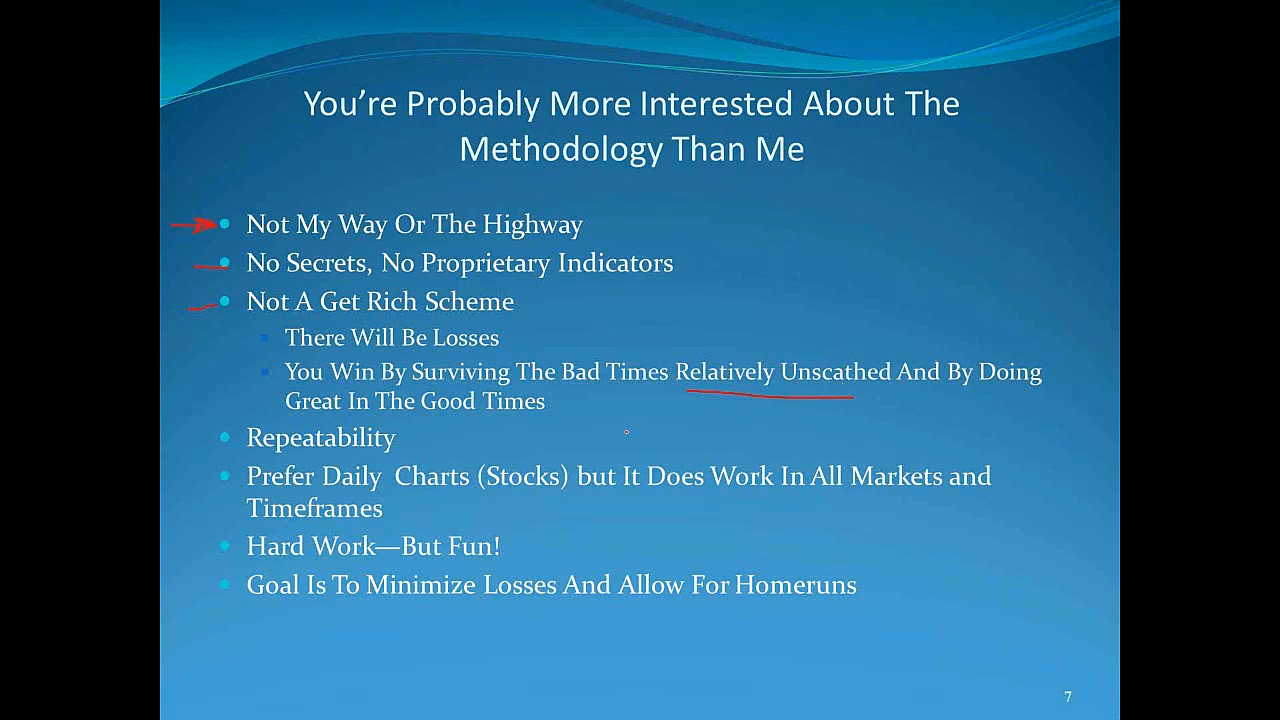 You're Probably More Interested About The
Methodology Than Me
Not My Way Or The Highway
No Secrets, No Proprietary Indicators
Not A Get Rich Scheme
There Will Be Losses
You Win By Surviving The Bad Times Relatively Unscathed And By Doing
Great In The Good Times
Repeatability
Prefer Daily  Charts (Stocks) but It Does Work In All Markets and
Timeframes
Hard Work—But Fun!
Goal Is To Minimize Losses And Allow For Homeruns
7